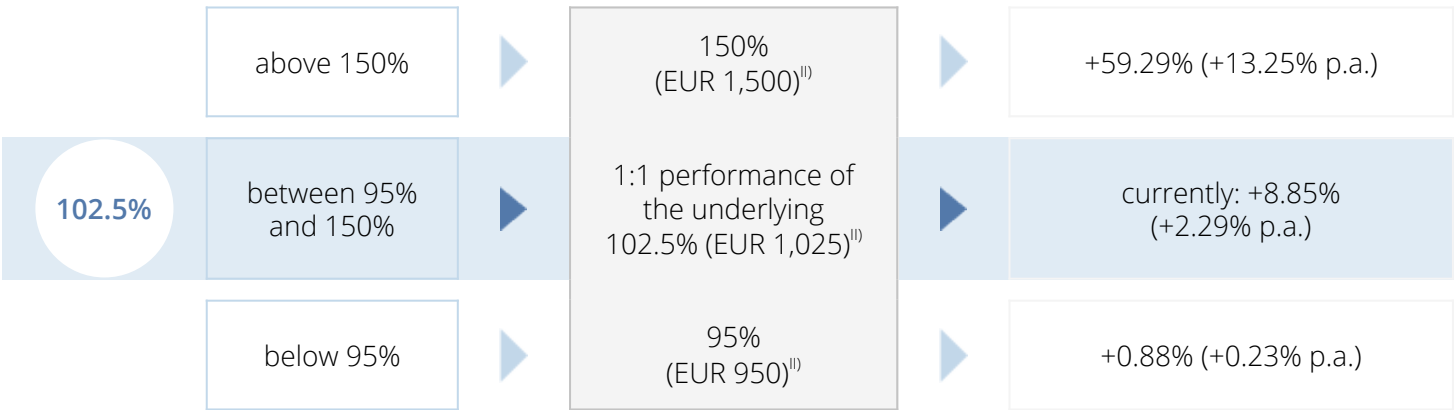 above 150%
150%
(EUR 1,500)II)
+59.29% (+13.25% p.a.)
102.5%
between 95%
and 150%
1:1 performance of
the underlying
102.5% (EUR 1,025)II)
currently: +8.85%
(+2.29% p.a.)
below 95%
95%
(EUR 950)II)
+0.88% (+0.23% p.a.)